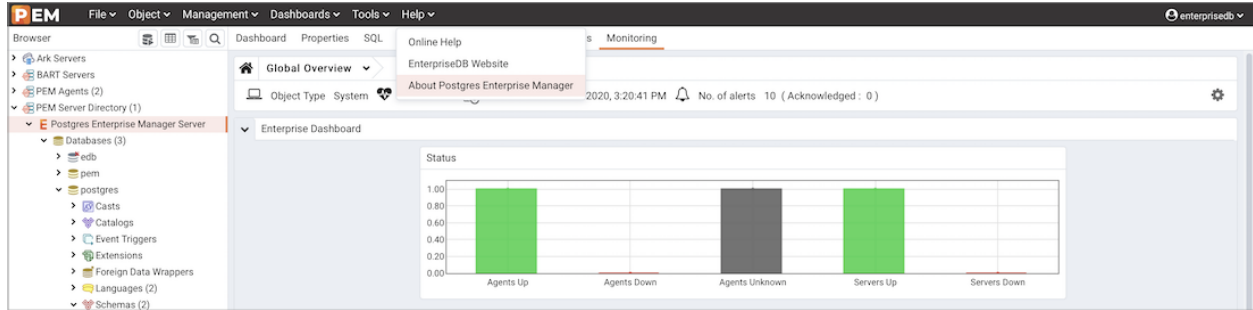 PEM File Object Management Dashboards Tools Help enterprisedb
Browser Dashboard Properties SQL s Monitoring
Online Help
EnterpriseDB Website
About Postgres Enterprise Manager
Ark Servers
BART Servers
PEM Agents (2)
PEM Server Directory (1)
Postgres Enterprise Manager Server
Databases (3)
edb
pem
postgres
Casts
Catalogs
Event Triggers
Extensions
Foreign Data Wrappers
Languages (2)
Schemas (2)
Global Overview
Object Type System 2020, 3:20:41 PM No. of alerts 10 (Acknowledged: 0)
Enterprise Dashboard
Status
1.00
0.80
0.60
0.40
0.20
0.00
Agents Up Agents Down Agents Unknown Servers Up Servers Down